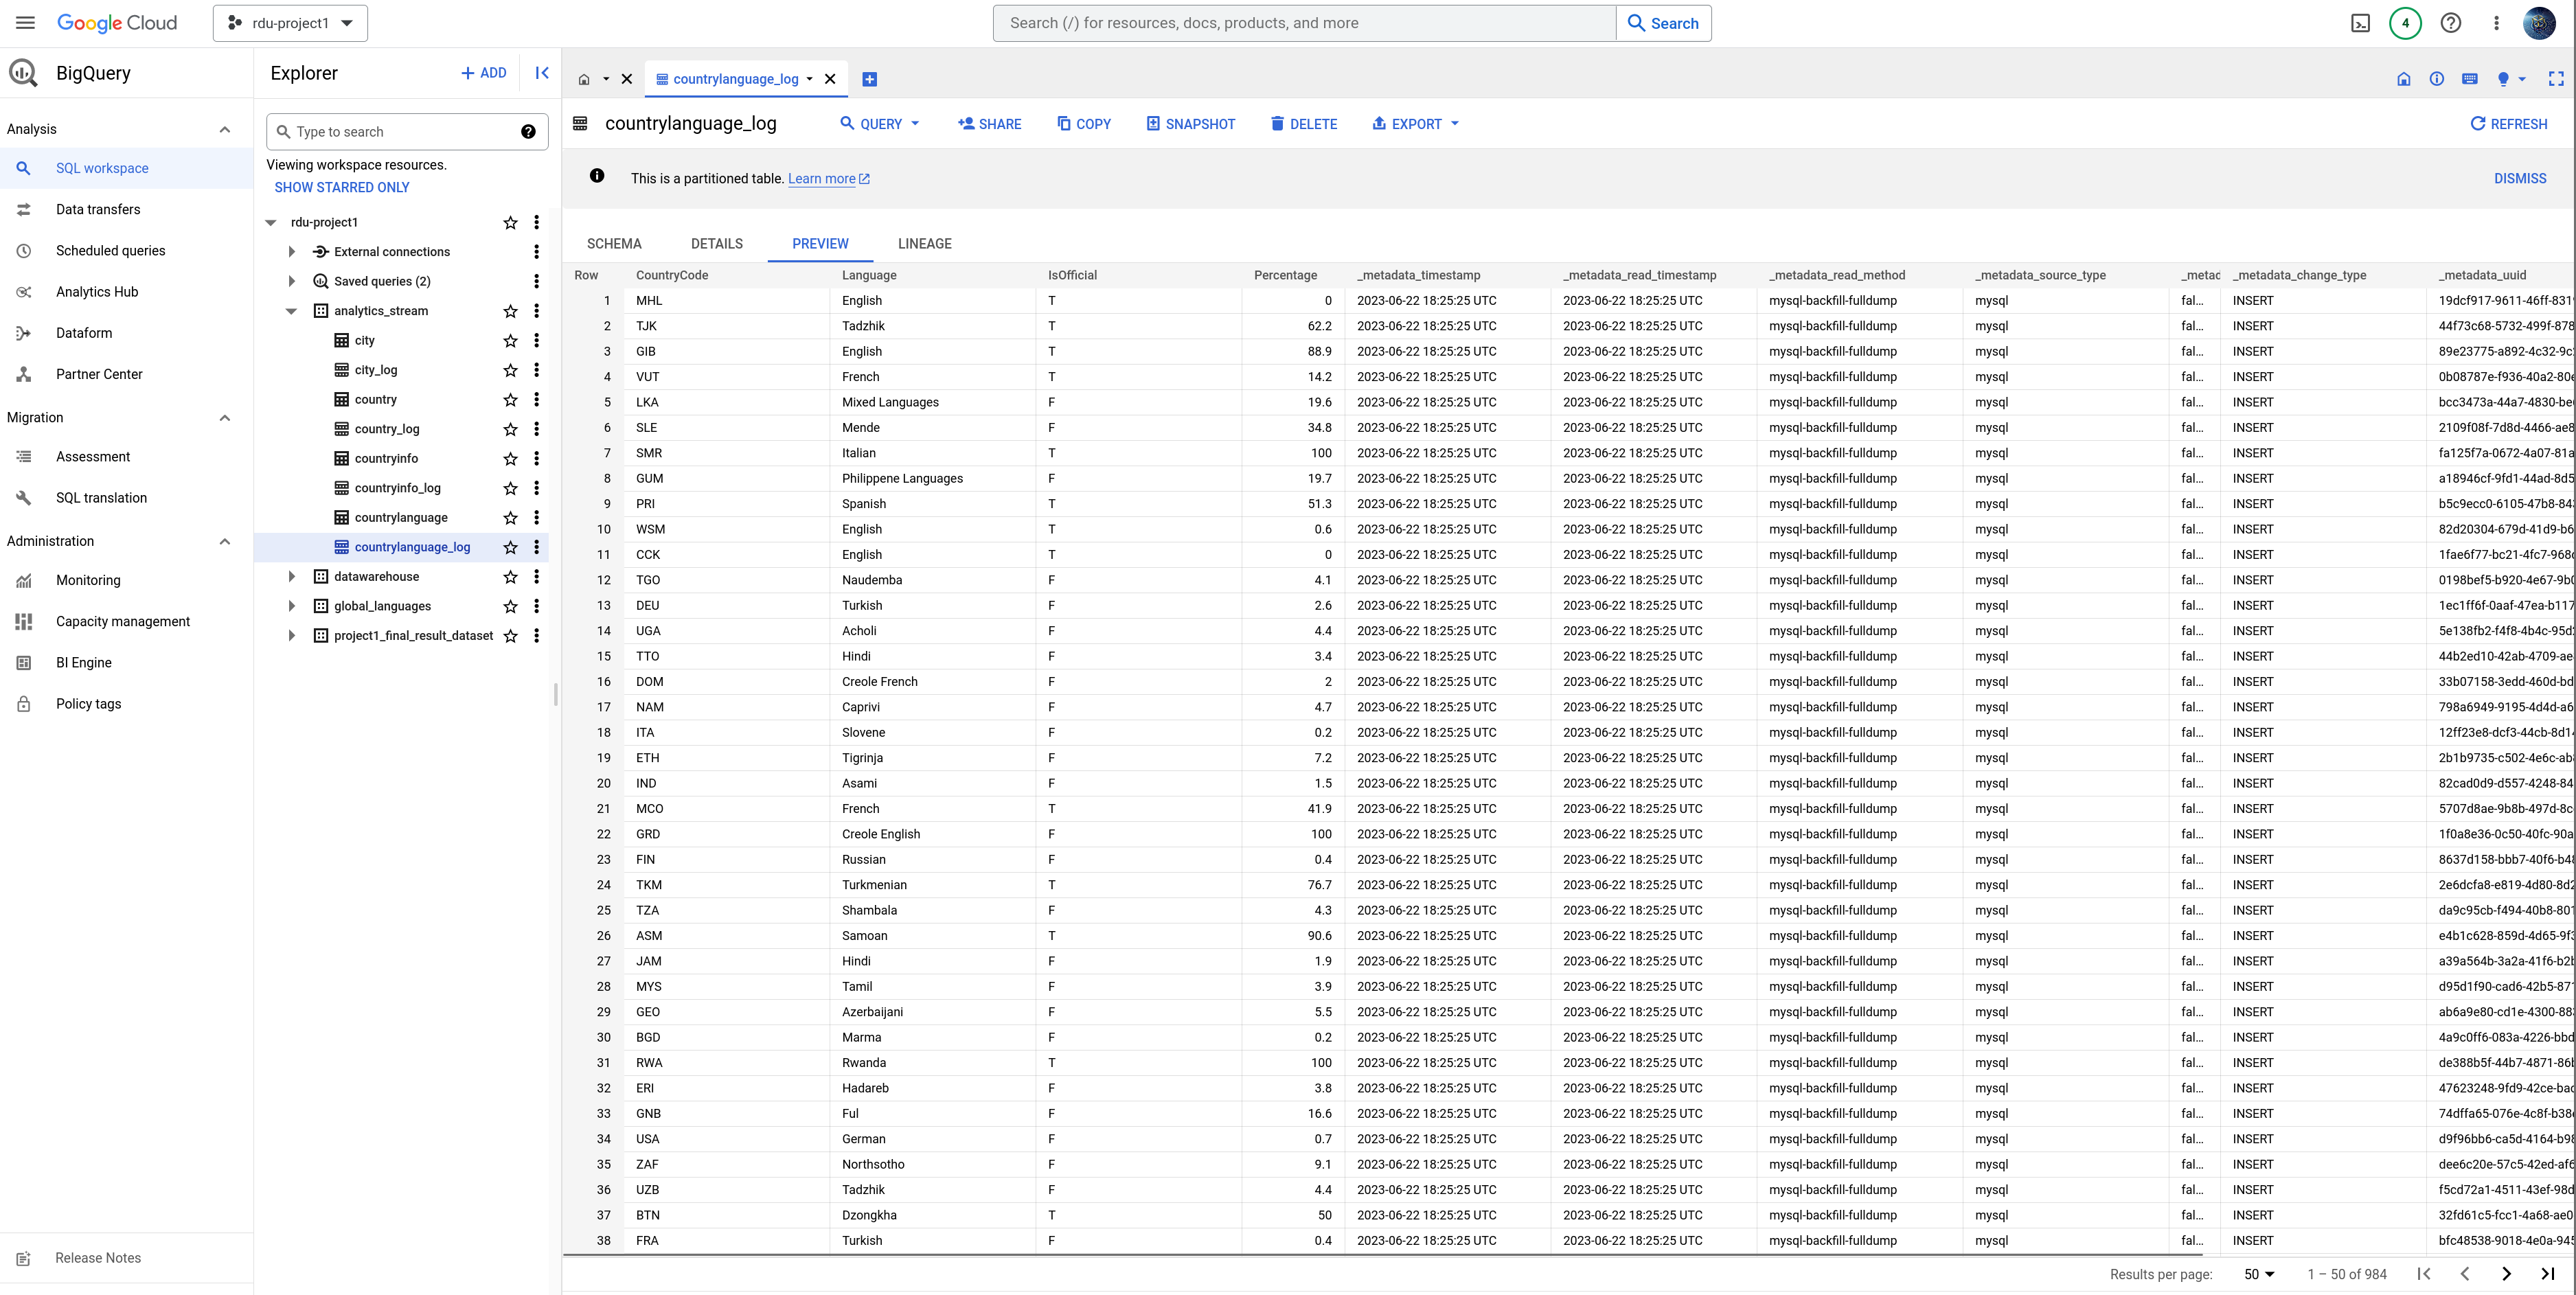 Google Cloud
rdu-project1
Search (/) for resources, docs, products, and more
Search
4
BigQuery
Analysis
SQL workspace
Data transfers
Scheduled queries
Analytics Hub
Dataform
Partner Center
Migration
Assessment
SQL translation
Administration
Monitoring
Capacity management
BI Engine
Policy tags
Release Notes
Explorer
ADD
Type to search
Viewing workspace resources.
SHOW STARRED ONLY
rdu-project1
External connections
Saved queries (2)
analytics_stream
city
city_log
country
country_log
countryinfo
countryinfo_log
countrylanguage
countrylanguage_log
datawarehouse
global_languages
project1_final_result_dataset
countrylanguage_log
countrylanguage_log
QUERY SHARE COPY SNAPSHOT DELETE EXPORT REFRESH
This is a partitioned table. Learn more DISMISS
SCHEMA DETAILS PREVIEW LINEAGE
Row CountryCode Language IsOfficial Percentage _metadata_timestamp _metadata_read_timestamp _metadata_read_method _metadata_source_type _metad _metadata_change_type _metadata_uuid
1 MHL English T 0 2023-06-22 18:25:25 UTC 2023-06-22 18:25:25 UTC mysql-backfill-fulldump mysql fal... INSERT 19dcf917-9611-46ff-831
2 TJK Tadzhik T 62.2 2023-06-22 18:25:25 UTC 2023-06-22 18:25:25 UTC mysql-backfill-fulldump mysql fal... INSERT 44f73c68-5732-499f-878
3 GIB English T 88.9 2023-06-22 18:25:25 UTC 2023-06-22 18:25:25 UTC mysql-backfill-fulldump mysql fal... INSERT 89e23775-a892-4c32-9c
4 VUT French T 14.2 2023-06-22 18:25:25 UTC 2023-06-22 18:25:25 UTC mysql-backfill-fulldump mysql fal... INSERT 0b08787e-f936-40a2-80
5 LKA Mixed Languages F 19.6 2023-06-22 18:25:25 UTC 2023-06-22 18:25:25 UTC mysql-backfill-fulldump mysql fal... INSERT bcc3473a-44a7-4830-be
6 SLE Mende F 34.8 2023-06-22 18:25:25 UTC 2023-06-22 18:25:25 UTC mysql-backfill-fulldump mysql fal... INSERT 2109f08f-7d8d-4466-ae8
7 SMR Italian T 100 2023-06-22 18:25:25 UTC 2023-06-22 18:25:25 UTC mysql-backfill-fulldump mysql fal... INSERT fa125f7a-0672-4a07-81a
8 GUM Philippene Languages F 19.7 2023-06-22 18:25:25 UTC 2023-06-22 18:25:25 UTC mysql-backfill-fulldump mysql fal... INSERT a18946cf-9fd1-44ad-8d5
9 PRI Spanish T 51.3 2023-06-22 18:25:25 UTC 2023-06-22 18:25:25 UTC mysql-backfill-fulldump mysql fal... INSERT b5c9ecc0-6105-47b8-84
10 WSM English T 0.6 2023-06-22 18:25:25 UTC 2023-06-22 18:25:25 UTC mysql-backfill-fulldump mysql fal... INSERT 82d20304-679d-41d9-b6
11 CCK English T 0 2023-06-22 18:25:25 UTC 2023-06-22 18:25:25 UTC mysql-backfill-fulldump mysql fal... INSERT 1fae6f77-bc21-4fc7-968
12 TGO Naudemba F 4.1 2023-06-22 18:25:25 UTC 2023-06-22 18:25:25 UTC mysql-backfill-fulldump mysql fal... INSERT 0198bef5-b920-4e67-9b
13 DEU Turkish F 2.6 2023-06-22 18:25:25 UTC 2023-06-22 18:25:25 UTC mysql-backfill-fulldump mysql fal... INSERT 1ec1ff6f-0aaf-47ea-b117
14 UGA Acholi F 4.4 2023-06-22 18:25:25 UTC 2023-06-22 18:25:25 UTC mysql-backfill-fulldump mysql fal... INSERT 5e138fb2-f4f8-4b4c-95d
15 TTO Hindi F 3.4 2023-06-22 18:25:25 UTC 2023-06-22 18:25:25 UTC mysql-backfill-fulldump mysql fal... INSERT 44b2ed10-42ab-4709-ae
16 DOM Creole French F 2 2023-06-22 18:25:25 UTC 2023-06-22 18:25:25 UTC mysql-backfill-fulldump mysql fal... INSERT 33b07158-3edd-460d-bd
17 NAM Caprivi F 4.7 2023-06-22 18:25:25 UTC 2023-06-22 18:25:25 UTC mysql-backfill-fulldump mysql fal... INSERT 798a6949-9195-4d4d-a6
18 ITA Slovene F 0.2 2023-06-22 18:25:25 UTC 2023-06-22 18:25:25 UTC mysql-backfill-fulldump mysql fal... INSERT 12ff23e8-dcf3-44cb-8d1
19 ETH Tigrinja F 7.2 2023-06-22 18:25:25 UTC 2023-06-22 18:25:25 UTC mysql-backfill-fulldump mysql fal... INSERT 2b1b9735-c502-4e6c-ab
20 IND Asami F 1.5 2023-06-22 18:25:25 UTC 2023-06-22 18:25:25 UTC mysql-backfill-fulldump mysql fal... INSERT 82cad0d9-d557-4248-84
21 MCO French T 41.9 2023-06-22 18:25:25 UTC 2023-06-22 18:25:25 UTC mysql-backfill-fulldump mysql fal... INSERT 5707d8ae-9b8b-497d-8c
22 GRD Creole English F 100 2023-06-22 18:25:25 UTC 2023-06-22 18:25:25 UTC mysql-backfill-fulldump mysql fal... INSERT 1f0a8e36-0c50-40fc-90a
23 FIN Russian F 0.4 2023-06-22 18:25:25 UTC 2023-06-22 18:25:25 UTC mysql-backfill-fulldump mysql fal... INSERT 8637d158-bbb7-40f6-b4
24 TKM Turkmenian T 76.7 2023-06-22 18:25:25 UTC 2023-06-22 18:25:25 UTC mysql-backfill-fulldump mysql fal... INSERT 2e6dcfa8-e819-4d80-8d2
25 TZA Shambala F 4.3 2023-06-22 18:25:25 UTC 2023-06-22 18:25:25 UTC mysql-backfill-fulldump mysql fal... INSERT da9c95cb-f494-40b8-801
26 ASM Samoan T 90.6 2023-06-22 18:25:25 UTC 2023-06-22 18:25:25 UTC mysql-backfill-fulldump mysql fal... INSERT e4b1c628-859d-4d65-9f3
27 JAM Hindi F 1.9 2023-06-22 18:25:25 UTC 2023-06-22 18:25:25 UTC mysql-backfill-fulldump mysql fal... INSERT a39a564b-3a2a-41f6-b2
28 MYS Tamil F 3.9 2023-06-22 18:25:25 UTC 2023-06-22 18:25:25 UTC mysql-backfill-fulldump mysql fal... INSERT d95d1f90-cad6-42b5-871
29 GEO Azerbaijani F 5.5 2023-06-22 18:25:25 UTC 2023-06-22 18:25:25 UTC mysql-backfill-fulldump mysql fal... INSERT ab6a9e80-cd1e-4300-88
30 BGD Marma F 0.2 2023-06-22 18:25:25 UTC 2023-06-22 18:25:25 UTC mysql-backfill-fulldump mysql fal... INSERT 4a9c0ff6-083a-4226-bbd
31 RWA Rwanda T 100 2023-06-22 18:25:25 UTC 2023-06-22 18:25:25 UTC mysql-backfill-fulldump mysql fal... INSERT de388b5f-44b7-4871-86
32 ERI Hadareb F 3.8 2023-06-22 18:25:25 UTC 2023-06-22 18:25:25 UTC mysql-backfill-fulldump mysql fal... INSERT 47623248-9fd9-42ce-bac
33 GNB Ful F 16.6 2023-06-22 18:25:25 UTC 2023-06-22 18:25:25 UTC mysql-backfill-fulldump mysql fal... INSERT 74dffa65-076e-4c8f-b38
34 USA German F 0.7 2023-06-22 18:25:25 UTC 2023-06-22 18:25:25 UTC mysql-backfill-fulldump mysql fal... INSERT d9f96bb6-ca5d-4164-b98
35 ZAF Northsotho F 9.1 2023-06-22 18:25:25 UTC 2023-06-22 18:25:25 UTC mysql-backfill-fulldump mysql fal... INSERT dee6c20e-57c5-42ed-af6
36 UZB Tadzhik F 4.4 2023-06-22 18:25:25 UTC 2023-06-22 18:25:25 UTC mysql-backfill-fulldump mysql fal... INSERT f5cd72a1-4511-43ef-98d
37 BTN Dzongkha T 50 2023-06-22 18:25:25 UTC 2023-06-22 18:25:25 UTC mysql-backfill-fulldump mysql fal... INSERT 32fd61c5-fcc1-4a68-ae0
38 FRA Turkish F 0.4 2023-06-22 18:25:25 UTC 2023-06-22 18:25:25 UTC mysql-backfill-fulldump mysql fal... INSERT bfc48538-9018-4e0a-945
Results per page: 50 1 – 50 of 984